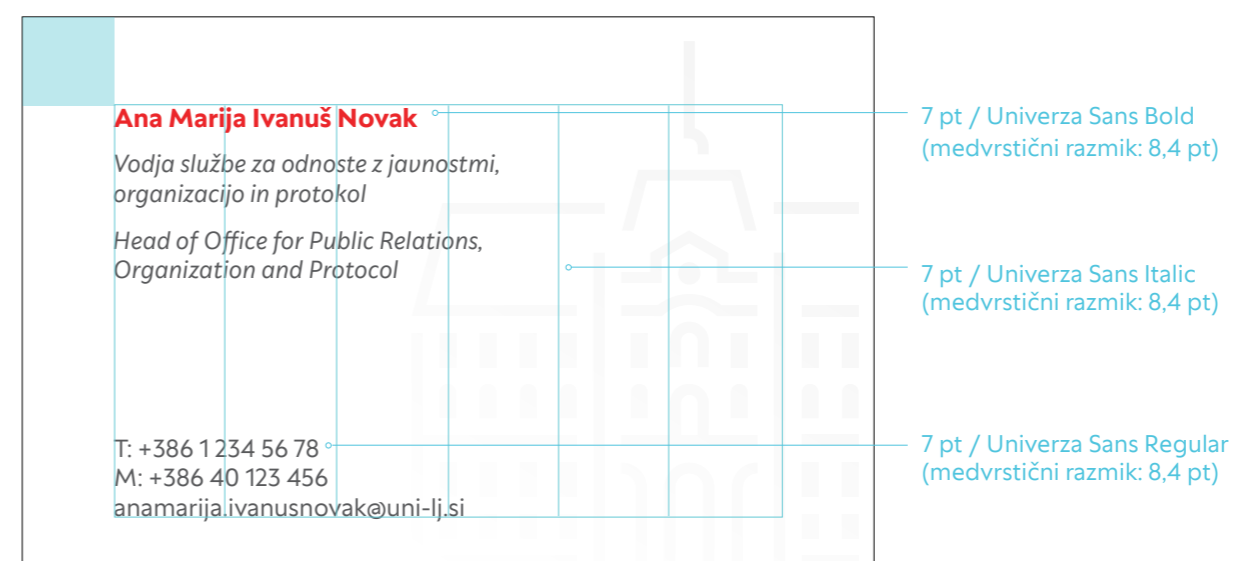 Ana Marija Ivanuš Novak
Vodja službe za odnoste z javnostmi,
organizacijo in protokol
Head of Office for Public Relations,
Organization and Protocol
T: +386 1 234 56 78
M: +386 40 123 456
anamarija.ivanusnovak@uni-lj.si
7 pt / Univerza Sans Bold
(medvrstični razmik: 8,4 pt)
7 pt / Univerza Sans Italic
(medvrstični razmik: 8,4 pt)
7 pt / Univerza Sans Regular
(medvrstični razmik: 8,4 pt)